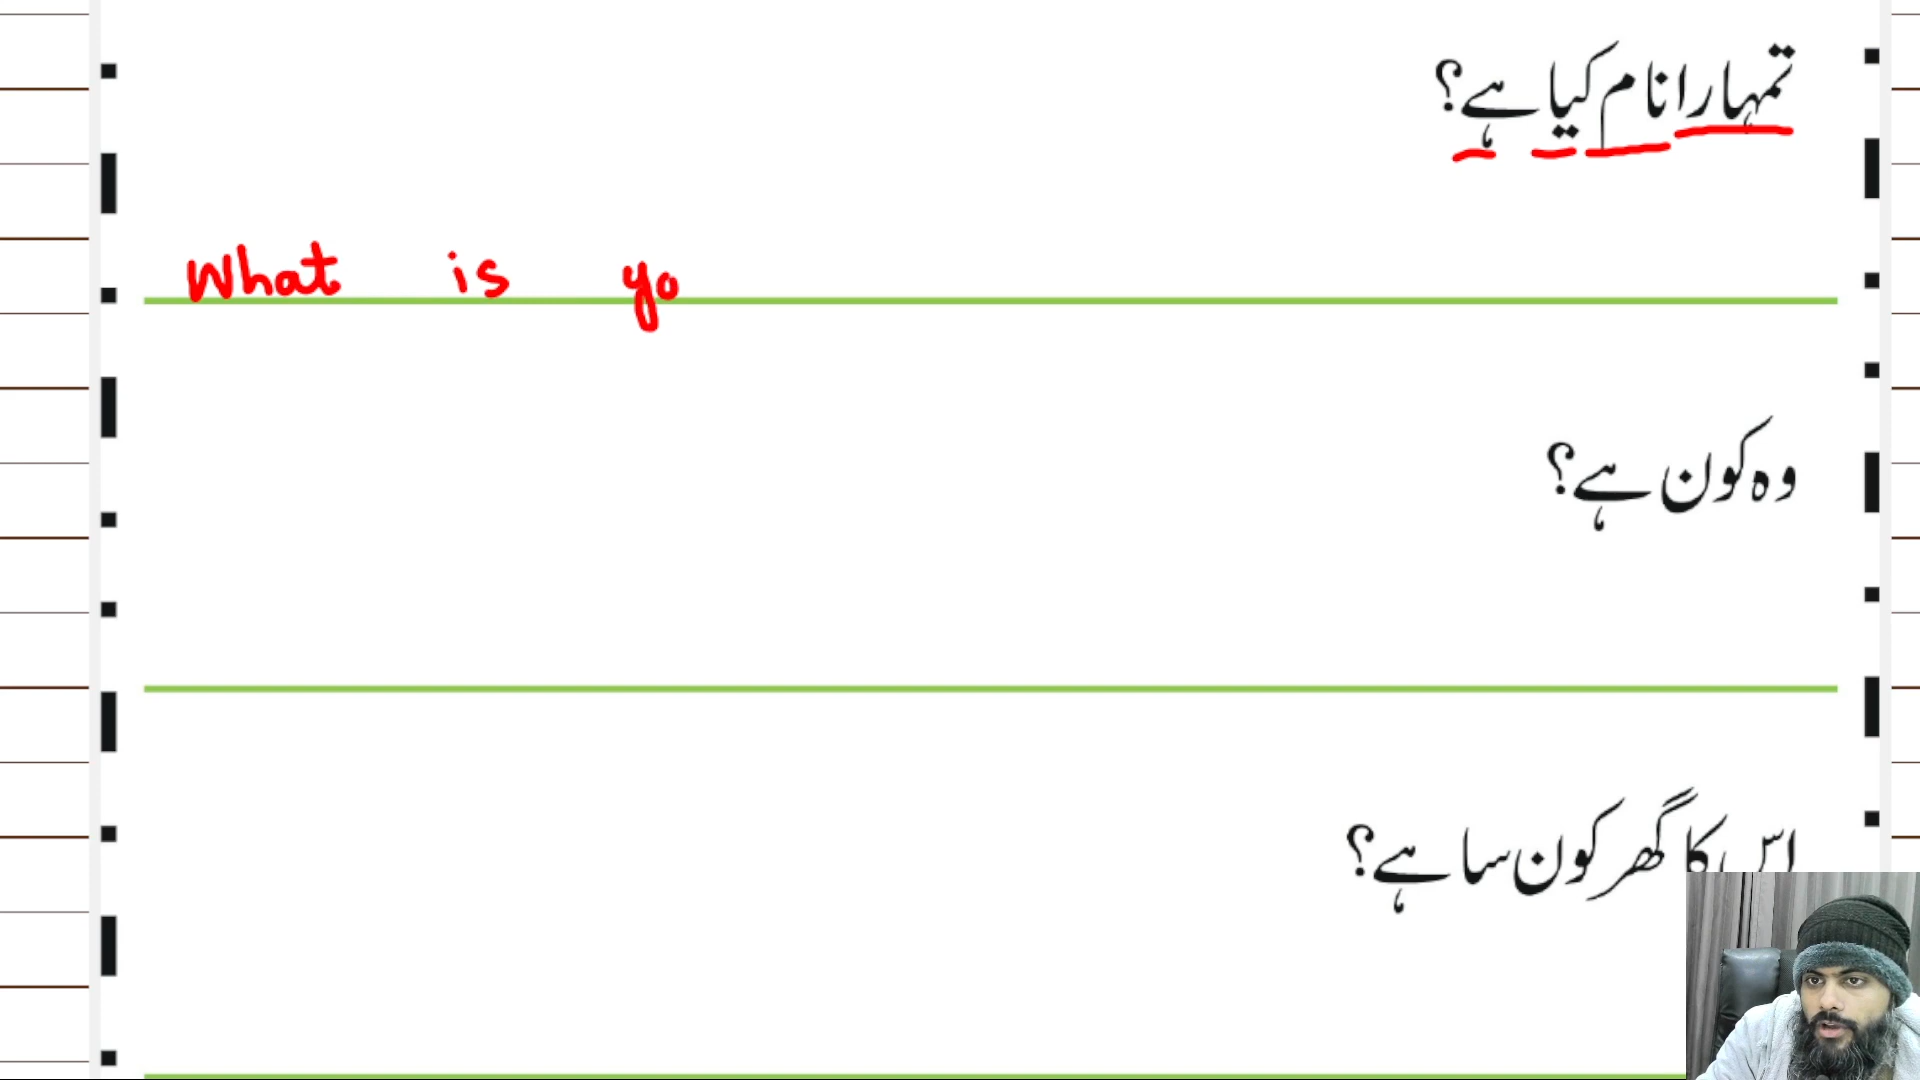 تمہارا نام کیا ہے؟
What is yo
وہ کون ہے؟
اس کا گھر کون سا ہے؟